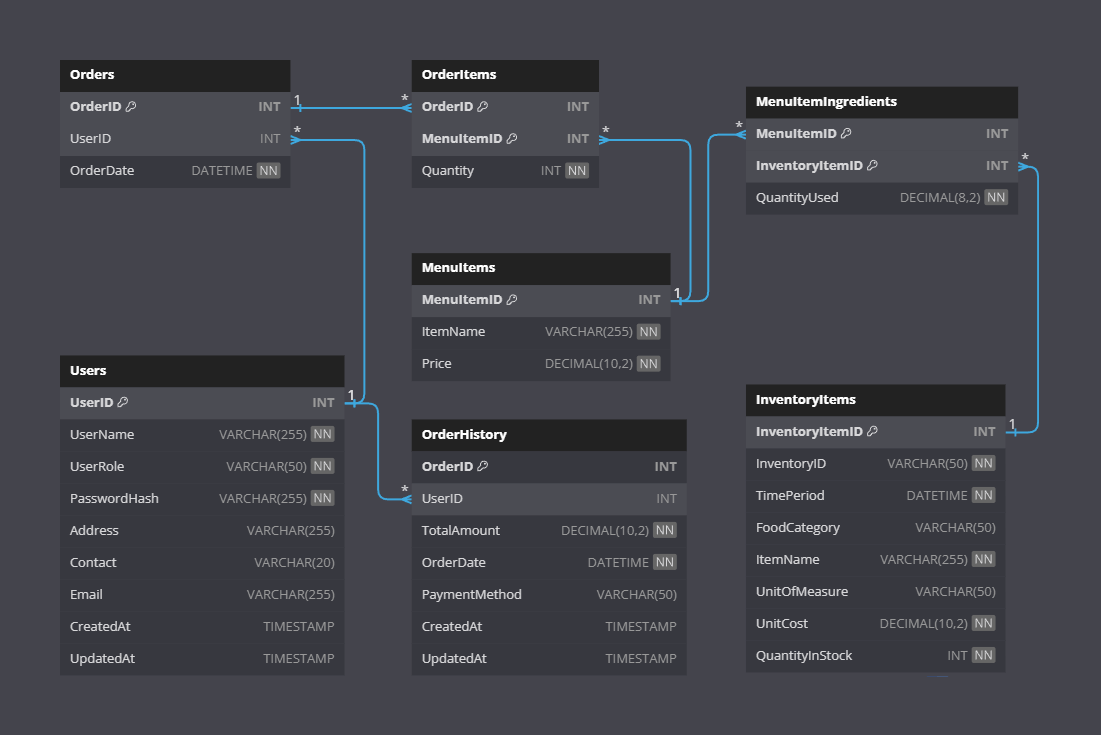 Orders
OrderID INT
UserID INT
OrderDate DATETIME NN
1
*
*
OrderItems
OrderID INT
MenuItemID INT
Quantity INT NN
*
MenuItemIngredients
MenuItemID INT
InventoryItemID INT
QuantityUsed DECIMAL(8,2) NN
*
*
MenuItems
MenuItemID INT
ItemName VARCHAR(255) NN
Price DECIMAL(10,2) NN
1
Users
UserID INT
UserName VARCHAR(255) NN
UserRole VARCHAR(50) NN
PasswordHash VARCHAR(255) NN
Address VARCHAR(255)
Contact VARCHAR(20)
Email VARCHAR(255)
CreatedAt TIMESTAMP
UpdatedAt TIMESTAMP
1
*
OrderHistory
OrderID INT
UserID INT
TotalAmount DECIMAL(10,2) NN
OrderDate DATETIME NN
PaymentMethod VARCHAR(50)
CreatedAt TIMESTAMP
UpdatedAt TIMESTAMP
InventoryItems
InventoryItemID INT
InventoryID VARCHAR(50) NN
TimePeriod DATETIME NN
FoodCategory VARCHAR(50)
ItemName VARCHAR(255) NN
UnitOfMeasure VARCHAR(50)
UnitCost DECIMAL(10,2) NN
QuantityInStock INT NN
1